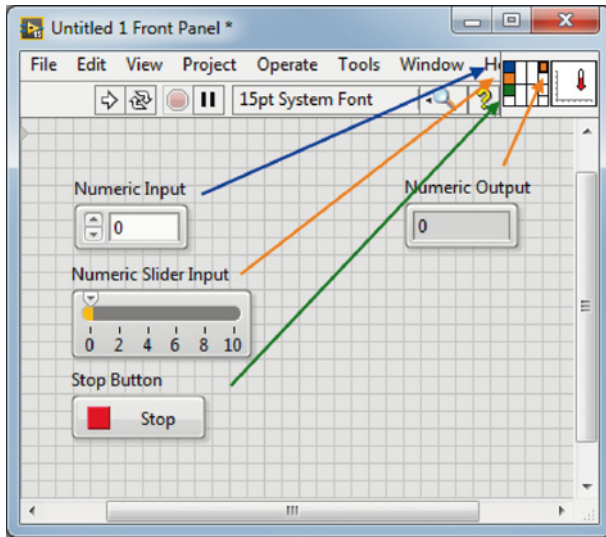 Untitled 1 Front Panel *
File Edit View Project Operate Tools Window
15pt System Font
?
Numeric Input
0
Numeric Output
0
Numeric Slider Input
0 2 4 6 8 10
Stop Button
Stop